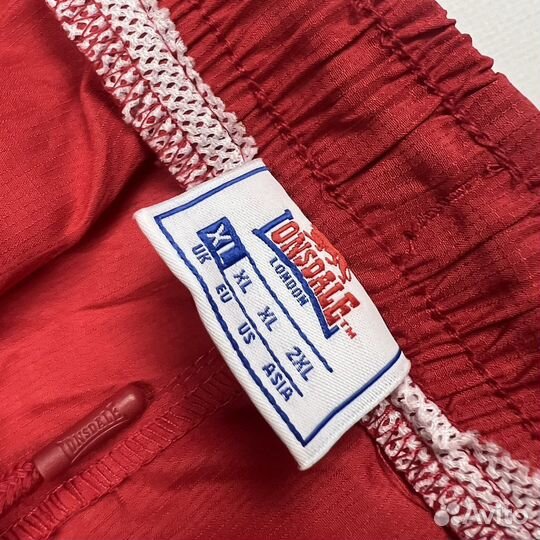 LONSDALE
LONDON
TM
XL XL XL 2XL
UK EU US ASIA
LONSDALE
Avito